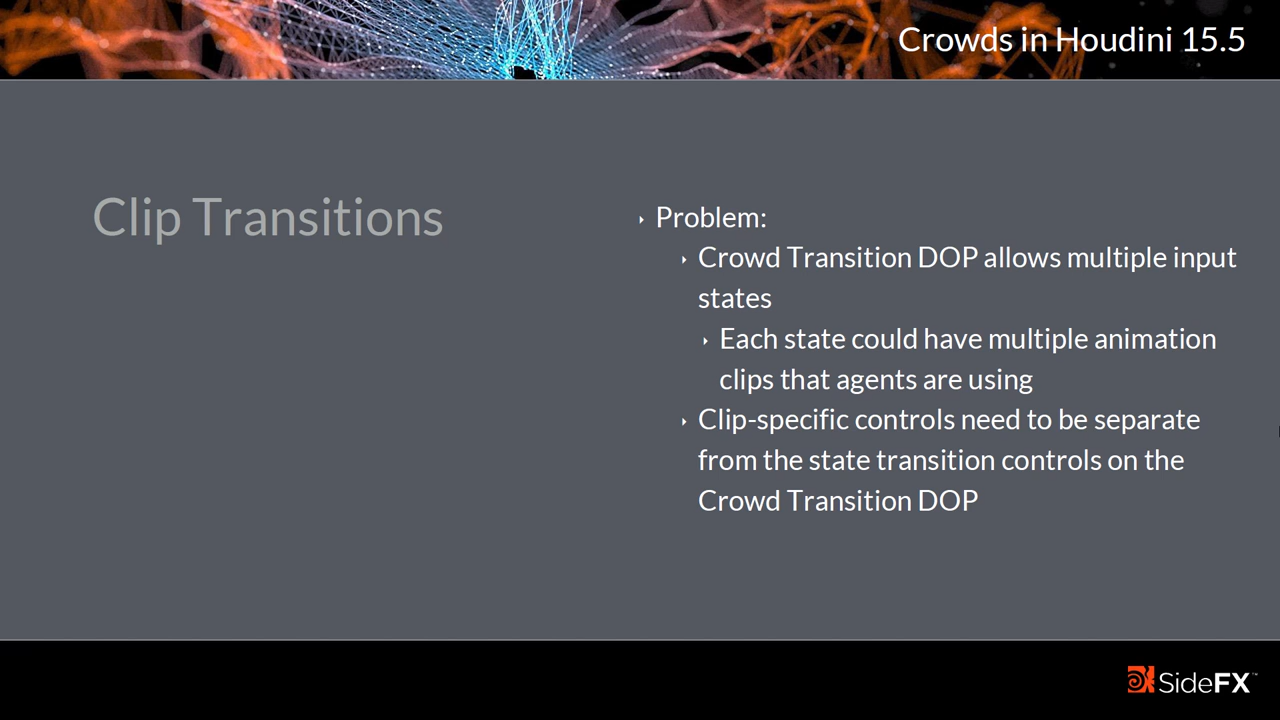 Crowds in Houdini 15.5
Clip Transitions
Problem:
Crowd Transition DOP allows multiple input
states
Each state could have multiple animation
clips that agents are using
Clip-specific controls need to be separate
from the state transition controls on the
Crowd Transition DOP
SideFX™